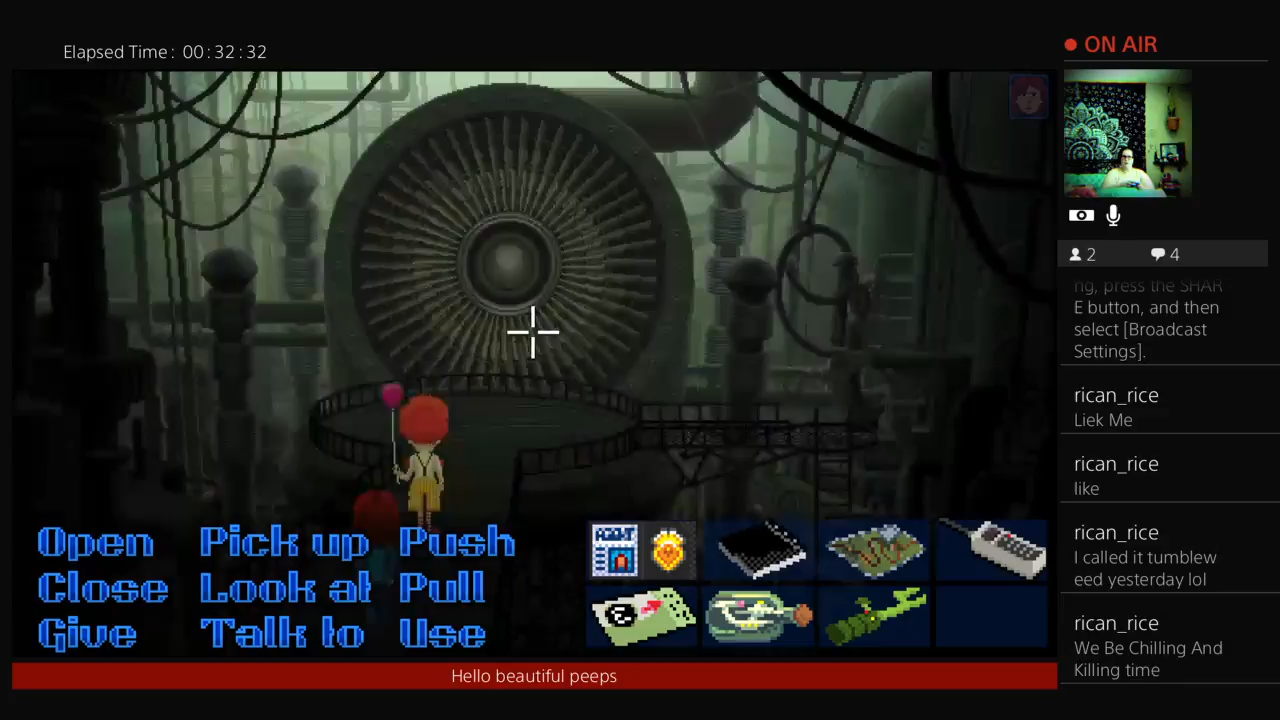 Elapsed Time: 00:32:32
ON AIR
2
4
ng, press the SHAR
E button, and then
select [Broadcast
Settings].
rican_rice
Liek Me
rican_rice
like
rican_rice
I called it tumblew
eed yesterday lol
rican_rice
We Be Chilling And
Killing time
Open Pick up Push
Close Look at Pull
Give Talk to Use
Hello beautiful peeps